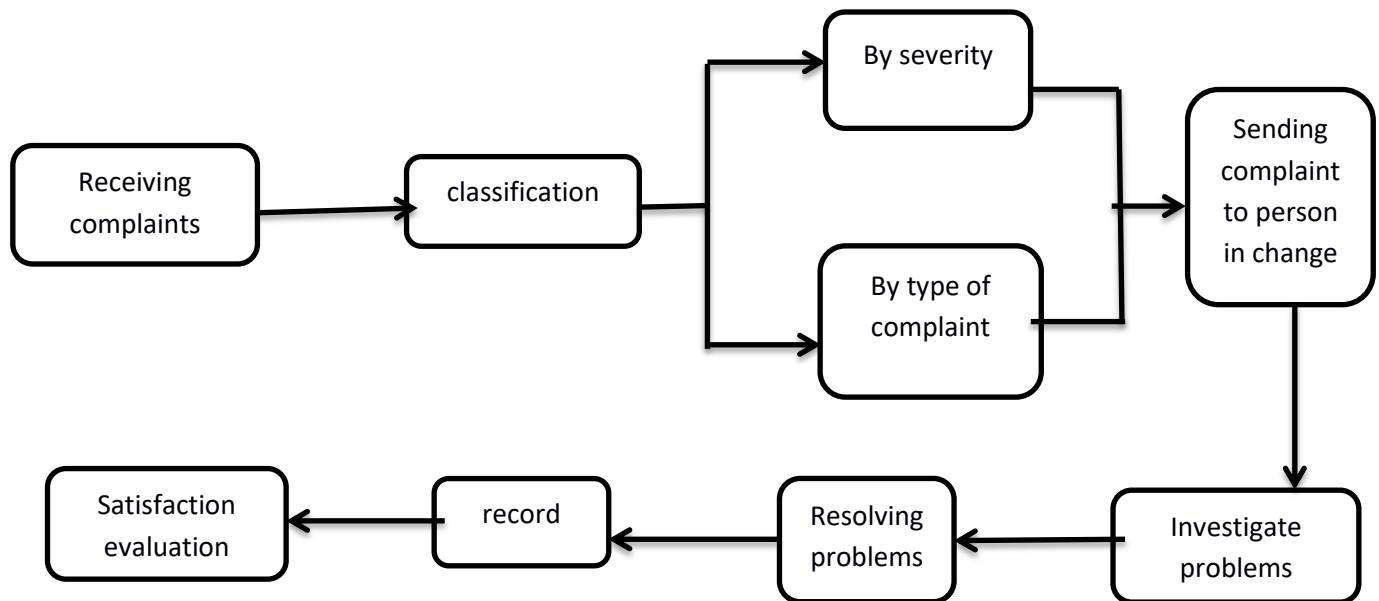 Receiving
complaints
classification
By severity
By type of
complaint
Sending
complaint
to person
in change
Investigate
problems
Resolving
problems
record
Satisfaction
evaluation